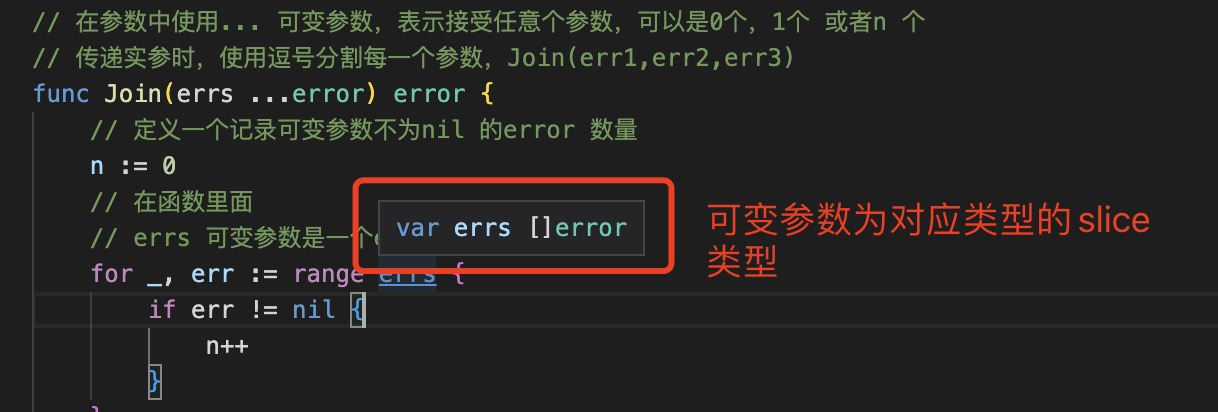 // 在参数中使用... 可变参数，表示接受任意个参数，可以是0个，1个 或者n 个
// 传递实参时，使用逗号分割每一个参数，Join(err1,err2,err3)
func Join(errs ...error) error {
// 定义一个记录可变参数不为nil 的error 数量
n := 0
// 在函数里面
var errs []error
// errs 可变参数是一个
for _, err := range errs {
if err != nil {
n++
}
可变参数为对应类型的slice
类型